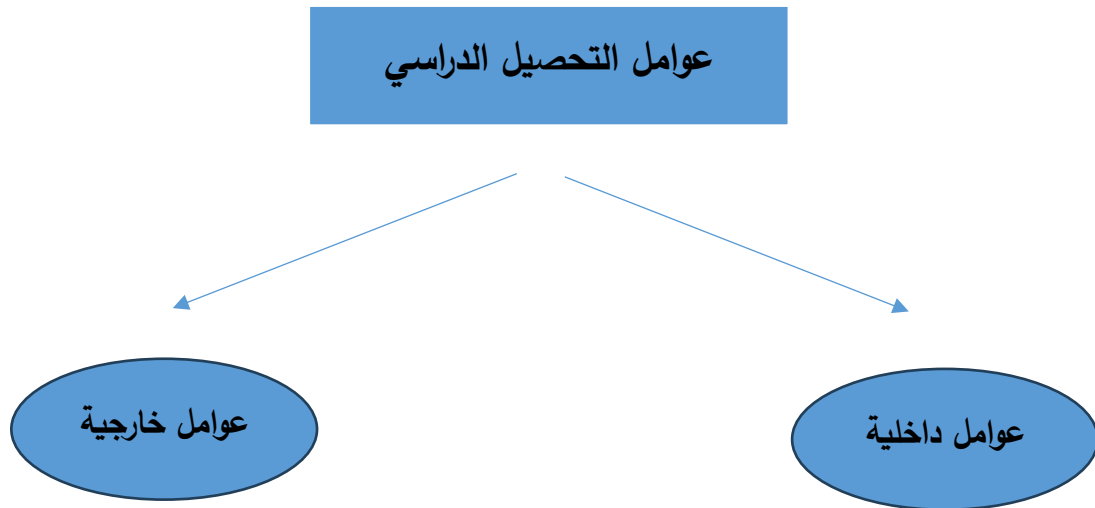 عوامل التحصيل الدراسي
عوامل داخلية
عوامل خارجية